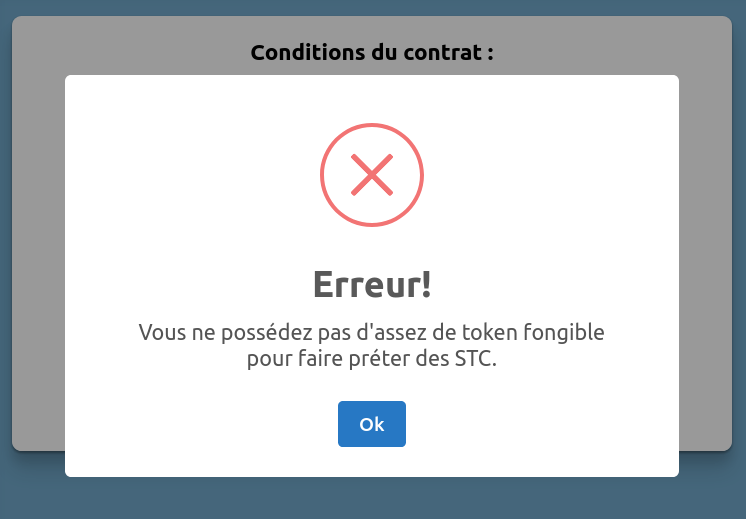 Conditions du contrat :
Erreur!
Vous ne possédez pas d'assez de token fongible
pour faire préter des STC.
Ok